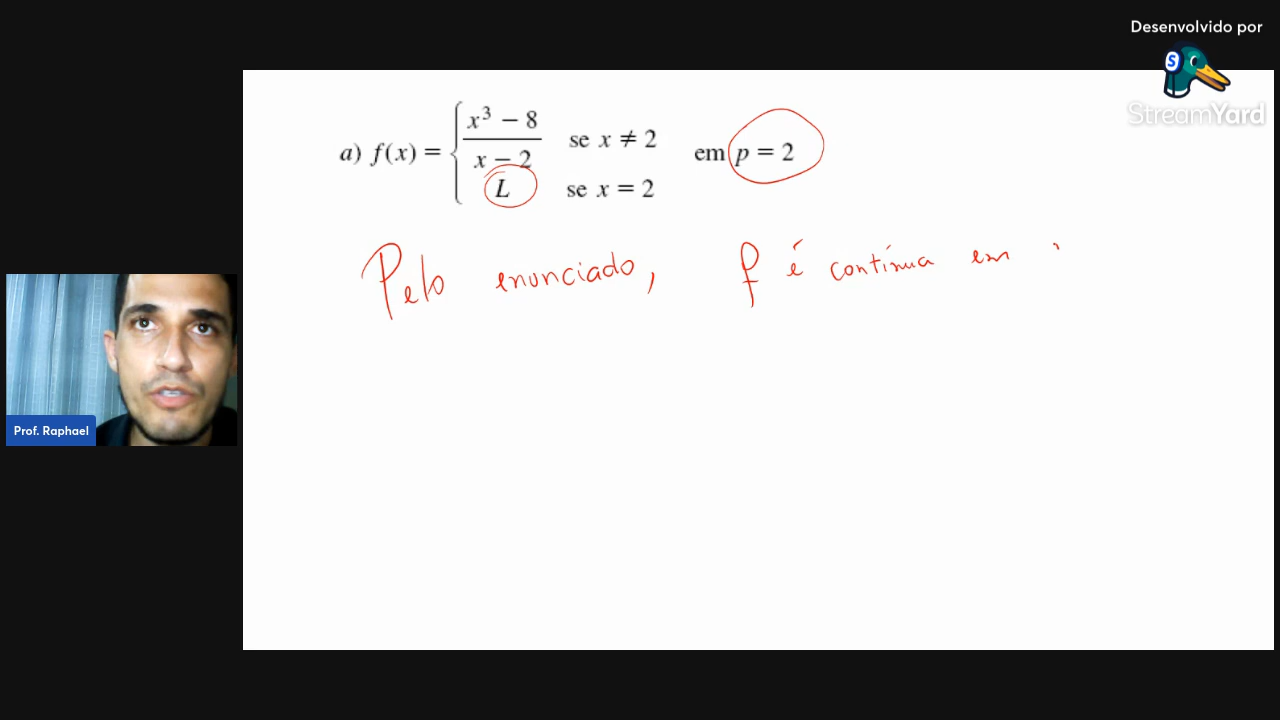 Desenvolvido por
StreamYard
a) f(x) = { x³ − 8 / x − 2 se x ≠ 2 em p = 2
L se x = 2
Pelo enunciado, f é contínua em
Prof. Raphael